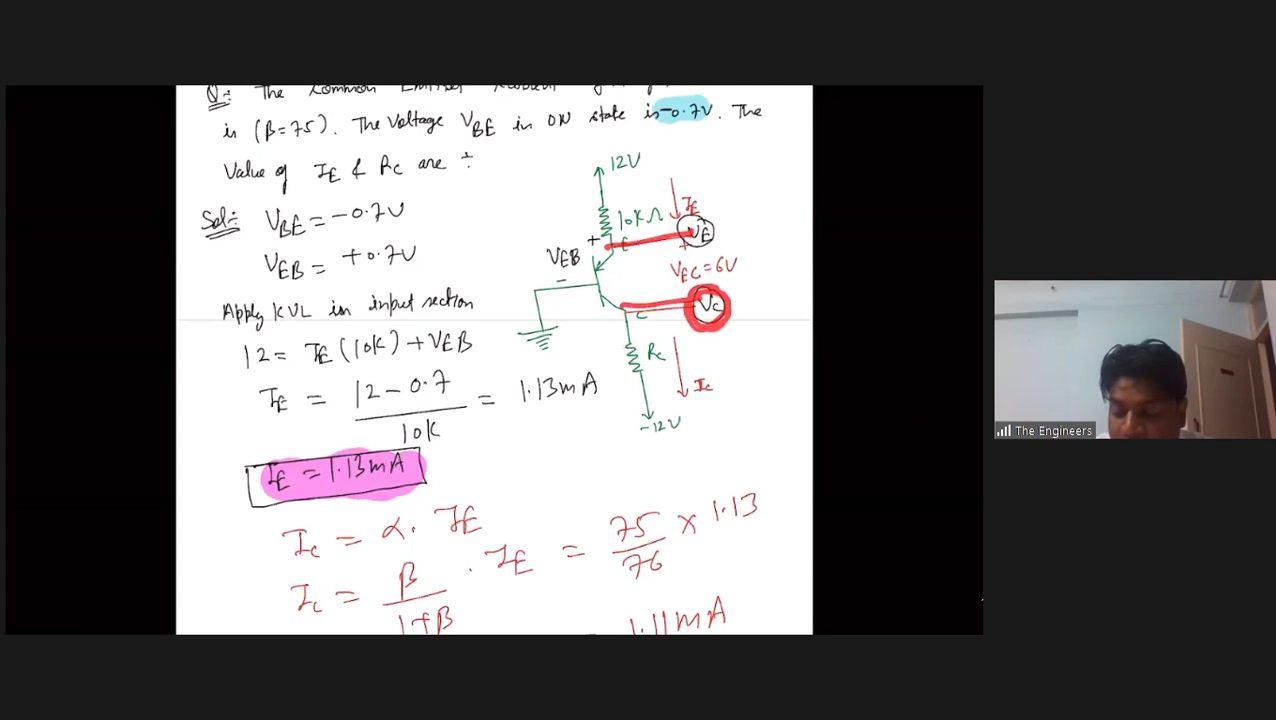 Q:- The Common Emitter
is (β=75). The Voltage VBE in ON state is -0.7V. The
Value of IE & RC are ÷
Sol:- VBE = -0.7V
VEB = +0.7V
Apply KVL in input section
12 = IE (10K) + VEB
IE = 12 - 0.7 / 10K = 1.13mA
IE = 1.13mA
IC = α. IE
IC = β / 1+β . IE = 75/76 × 1.13
= 1.11mA
12V
10KΩ
IE
VE
+
E
+
VEB
-
VEC = 6V
VC
C
RC
IC
-12V
The Engineers